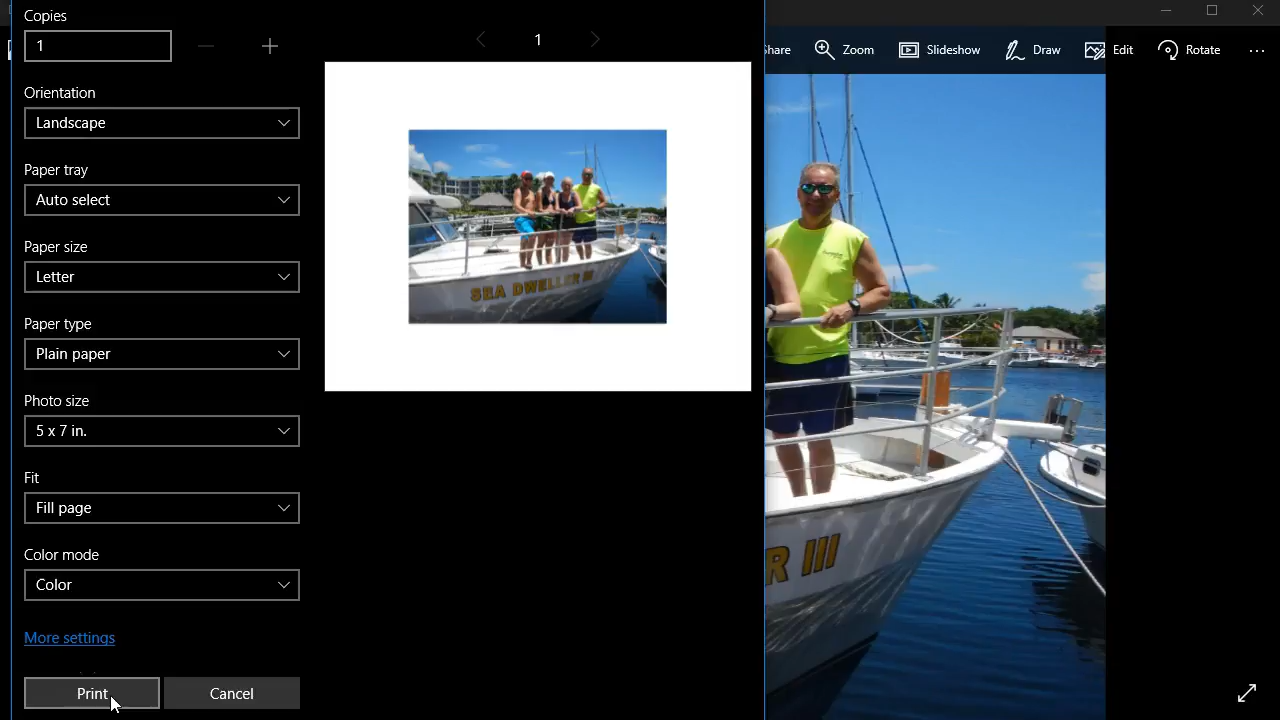 Copies
1
1
Share
Zoom
Slideshow
Draw
Edit
Rotate
Orientation
Landscape
Paper tray
Auto select
Paper size
Letter
Paper type
Plain paper
Photo size
5 x 7 in.
Fit
Fill page
Color mode
Color
More settings
Print
Cancel
SEA DWELLER III
R III